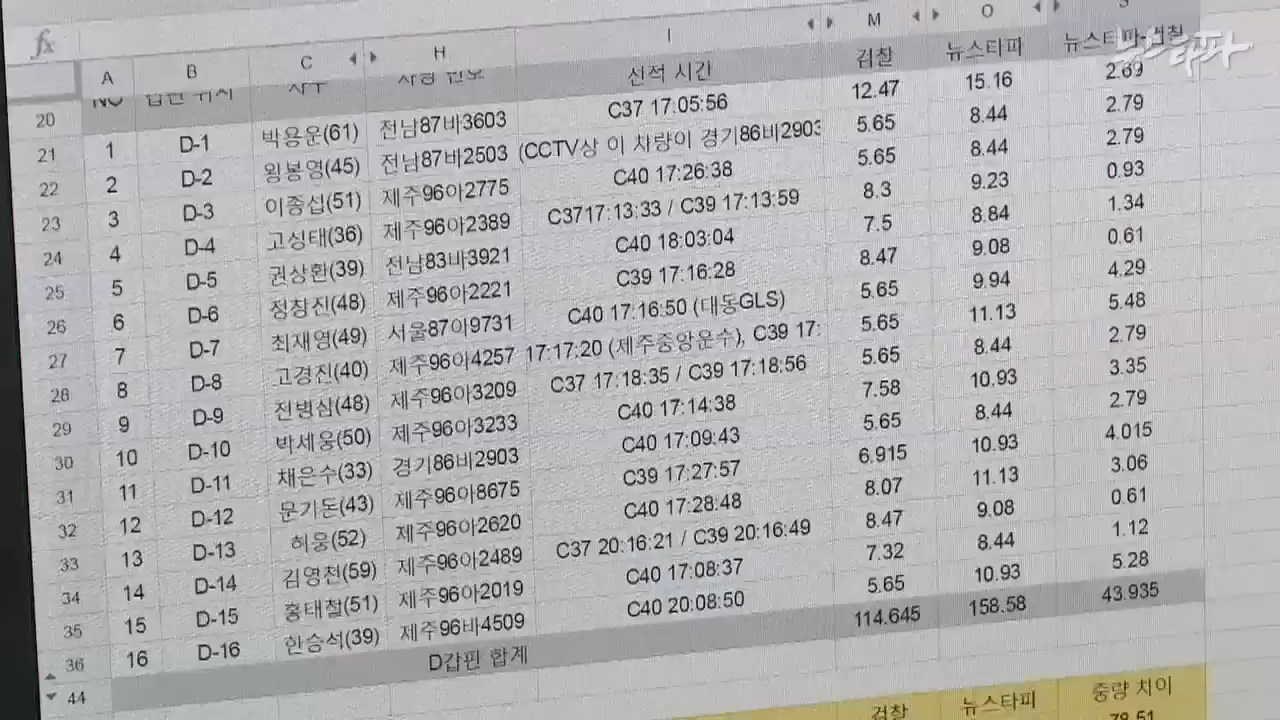 fx
뉴스타파
A B C H I M O S
20 NO 갑판 위치 차주 차량 번호 선적 시간 검찰 뉴스타파 뉴스타파-검찰
21 1 D-1 박용운(61) 전남87바3603 C37 17:05:56 12.47 15.16 2.69
22 2 D-2 왕봉영(45) 전남87바2503 (CCTV상 이 차량이 경기86비2903 5.65 8.44 2.79
23 3 D-3 이종섭(51) 제주96아2775 C40 17:26:38 5.65 8.44 2.79
24 4 D-4 고성태(36) 제주96아2389 C3717:13:33 / C39 17:13:59 8.3 9.23 0.93
25 5 D-5 권상환(39) 전남83바3921 C40 18:03:04 7.5 8.84 1.34
26 6 D-6 정창진(48) 제주96아2221 C39 17:16:28 8.47 9.08 0.61
27 7 D-7 최재영(49) 서울87아9731 C40 17:16:50 (대동GLS) 5.65 9.94 4.29
28 8 D-8 고경진(40) 제주96아4257 17:17:20 (제주중앙운수), C39 17: 5.65 11.13 5.48
29 9 D-9 전병삼(48) 제주96아3209 C37 17:18:35 / C39 17:18:56 5.65 8.44 2.79
30 10 D-10 박세웅(50) 제주96아3233 C40 17:14:38 7.58 10.93 3.35
31 11 D-11 채은수(33) 경기86비2903 C40 17:09:43 5.65 8.44 2.79
32 12 D-12 문기돈(43) 제주96아8675 C39 17:27:57 6.915 10.93 4.015
33 13 D-13 허웅(52) 제주96아2620 C40 17:28:48 8.07 11.13 3.06
34 14 D-14 김영천(59) 제주96아2489 C37 20:16:21 / C39 20:16:49 8.47 9.08 0.61
35 15 D-15 홍태철(51) 제주96아2019 C40 17:08:37 7.32 8.44 1.12
36 16 D-16 한승석(39) 제주96바4509 C40 20:08:50 5.65 10.93 5.28
44 D갑판 합계 114.645 158.58 43.935
검찰 뉴스타피 중량 차이
78.51